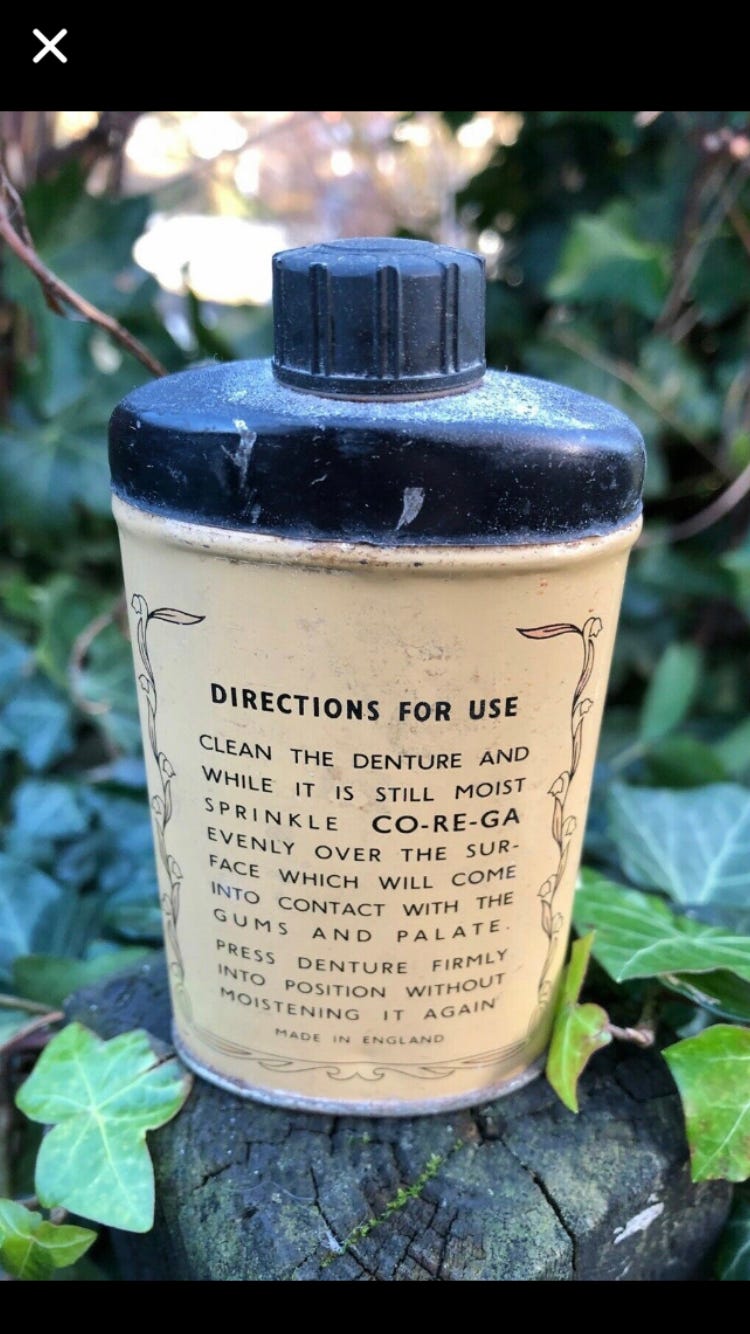 DIRECTIONS FOR USE
CLEAN THE DENTURE AND
WHILE IT IS STILL MOIST
SPRINKLE CO-RE-GA
EVENLY OVER THE SUR-
FACE WHICH WILL COME
INTO CONTACT WITH THE
GUMS AND PALATE.
PRESS DENTURE FIRMLY
INTO POSITION WITHOUT
MOISTENING IT AGAIN
MADE IN ENGLAND